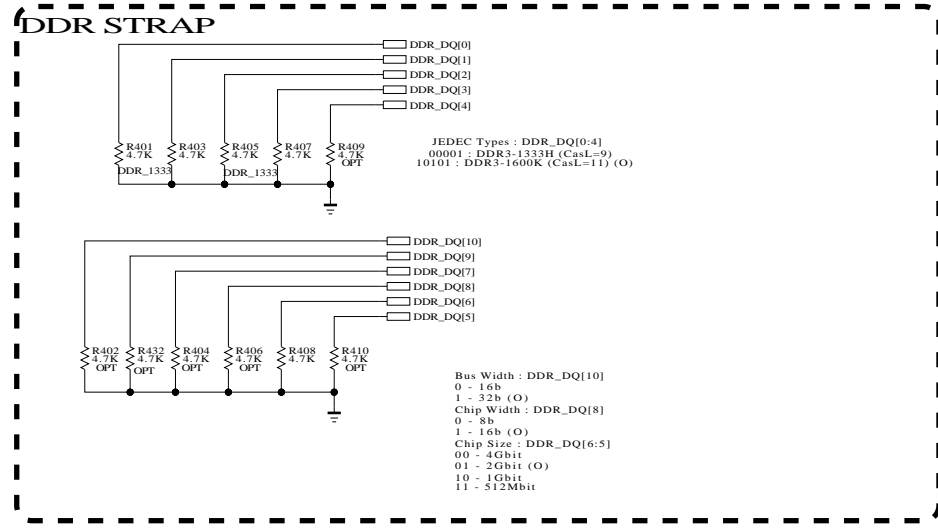 DDR STRAP
DDR_DQ[0]
DDR_DQ[1]
DDR_DQ[2]
DDR_DQ[3]
DDR_DQ[4]
R401
4.7K
DDR_1333
R403
4.7K
R405
4.7K
DDR_1333
R407
4.7K
R409
4.7K
OPT
JEDEC Types : DDR_DQ[0:4]
00001 : DDR3-1333H (CasL=9)
10101 : DDR3-1600K (CasL=11) (O)
DDR_DQ[10]
DDR_DQ[9]
DDR_DQ[7]
DDR_DQ[8]
DDR_DQ[6]
DDR_DQ[5]
R402
4.7K
OPT
R432
4.7K
OPT
R404
4.7K
OPT
R406
4.7K
OPT
R408
4.7K
R410
4.7K
OPT
Bus Width : DDR_DQ[10]
0 - 16b
1 - 32b (O)
Chip Width : DDR_DQ[8]
0 - 8b
1 - 16b (O)
Chip Size : DDR_DQ[6:5]
00 - 4Gbit
01 - 2Gbit (O)
10 - 1Gbit
11 - 512Mbit